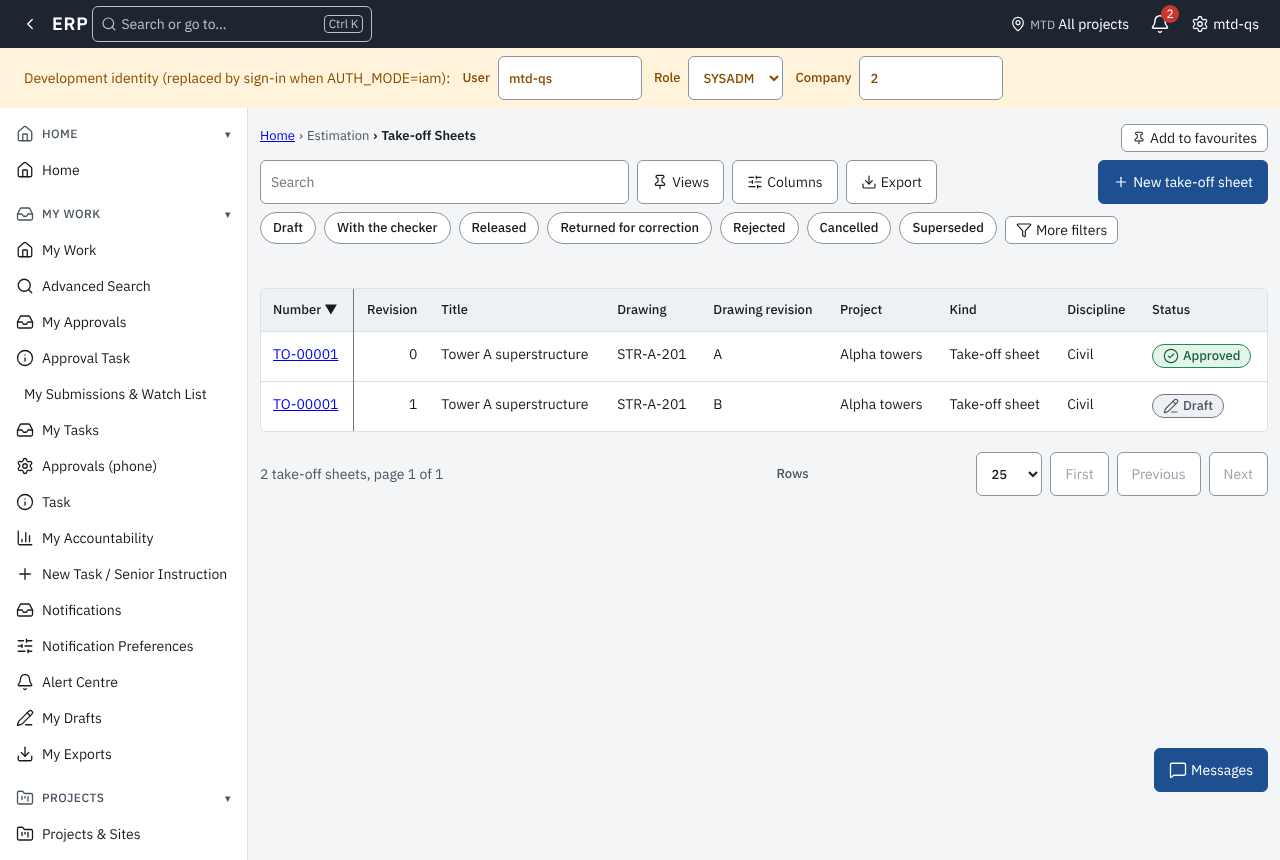 ERP Search or go to... Ctrl K MTD All projects 2 mtd-qs
Development identity (replaced by sign-in when AUTH_MODE=iam): User mtd-qs Role SYSADM Company 2
HOME
Home
MY WORK
My Work
Advanced Search
My Approvals
Approval Task
My Submissions & Watch List
My Tasks
Approvals (phone)
Task
My Accountability
New Task / Senior Instruction
Notifications
Notification Preferences
Alert Centre
My Drafts
My Exports
PROJECTS
Projects & Sites
Home › Estimation › Take-off Sheets Add to favourites
Search Views Columns Export New take-off sheet
Draft With the checker Released Returned for correction Rejected Cancelled Superseded More filters
Number ▼ Revision Title Drawing Drawing revision Project Kind Discipline Status
TO-00001 0 Tower A superstructure STR-A-201 A Alpha towers Take-off sheet Civil Approved
TO-00001 1 Tower A superstructure STR-A-201 B Alpha towers Take-off sheet Civil Draft
2 take-off sheets, page 1 of 1 Rows 25 First Previous Next
Messages